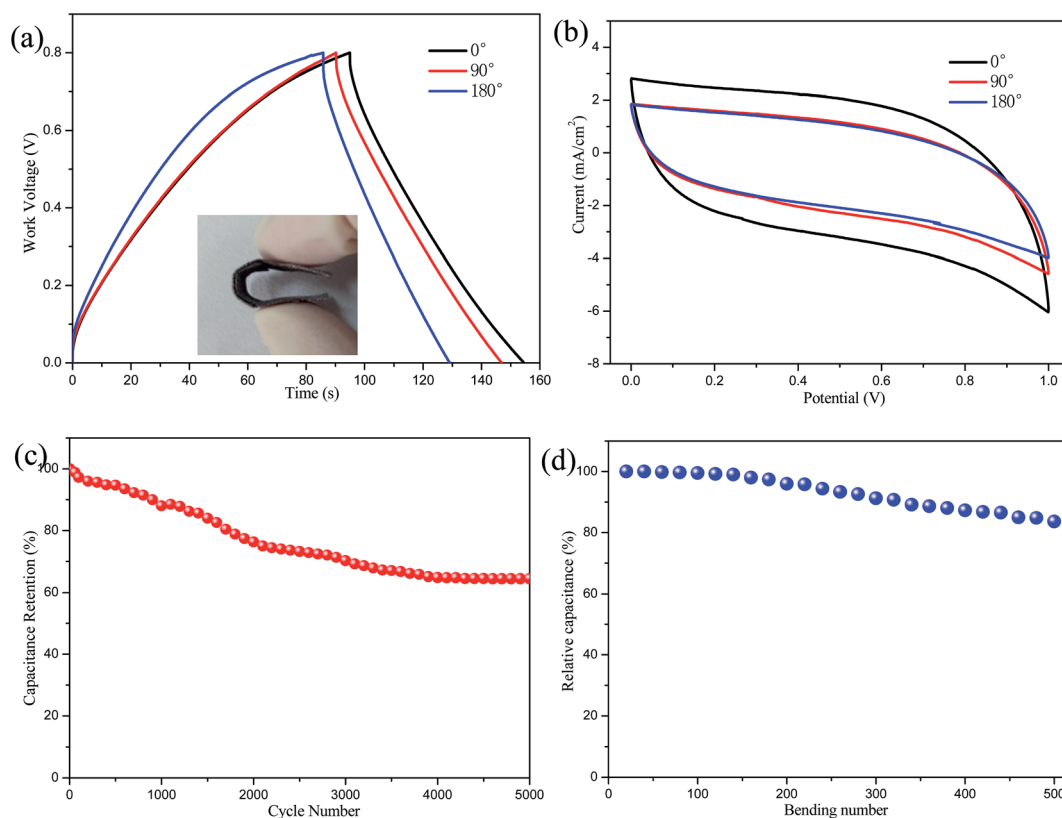 (a)
0°
90°
180°
Work Voltage (V)
0.8
0.6
0.4
0.2
0.0
0 20 40 60 80 100 120 140 160
Time (s)
(b)
0°
90°
180°
Current (mA/cm²)
4
2
0
-2
-4
-6
-8
0.0 0.2 0.4 0.6 0.8 1.0
Potential (V)
(c)
Capacitance Retention (%)
100
80
60
40
20
0
0 1000 2000 3000 4000 5000
Cycle Number
(d)
Relative capacitance (%)
100
80
60
40
20
0
0 100 200 300 400
Bending number